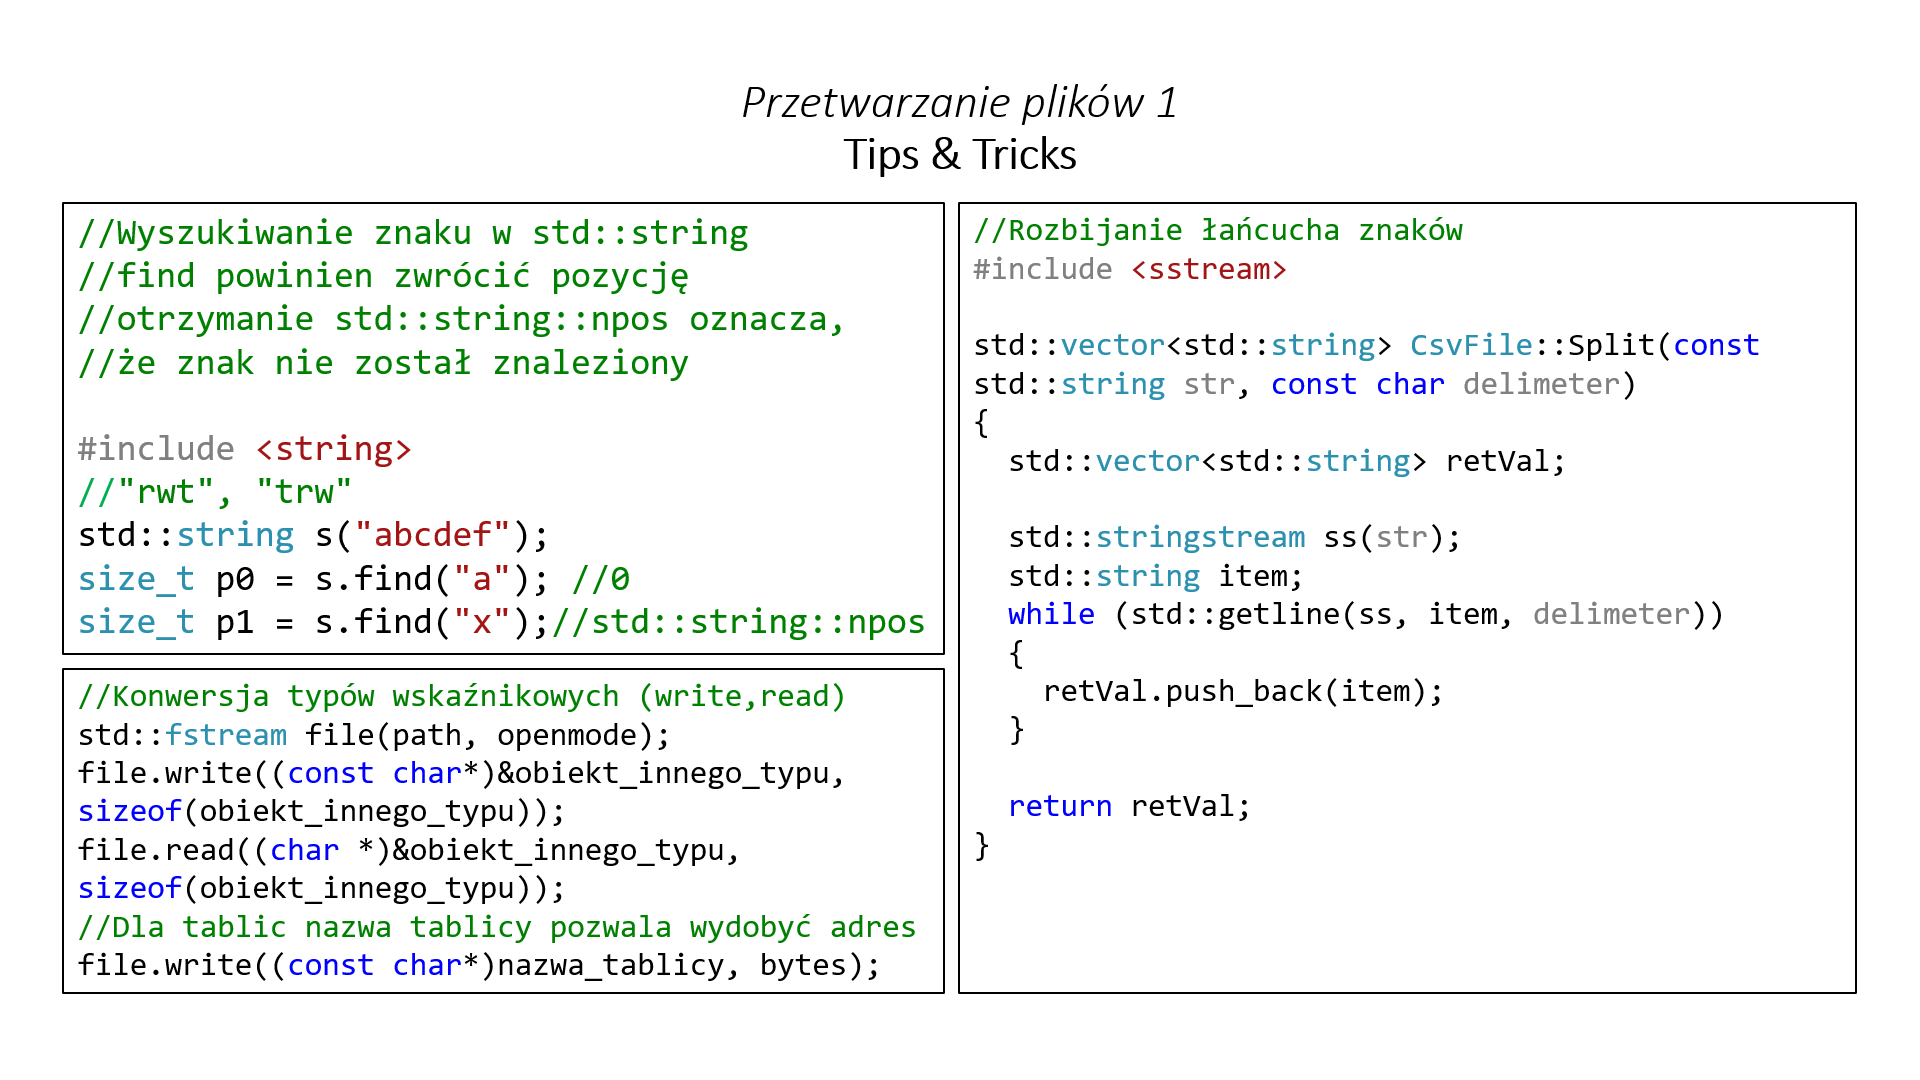 Przetwarzanie plików 1
Tips & Tricks
//Wyszukiwanie znaku w std::string
//find powinien zwrócić pozycję
//otrzymanie std::string::npos oznacza,
//że znak nie został znaleziony
#include <string>
//"rwt", "trw"
std::string s("abcdef");
size_t p0 = s.find("a"); //0
size_t p1 = s.find("x");//std::string::npos
//Konwersja typów wskaźnikowych (write,read)
std::fstream file(path, openmode);
file.write((const char*)&obiekt_innego_typu,
sizeof(obiekt_innego_typu));
file.read((char *)&obiekt_innego_typu,
sizeof(obiekt_innego_typu));
//Dla tablic nazwa tablicy pozwala wydobyć adres
file.write((const char*)nazwa_tablicy, bytes);
//Rozbijanie łańcucha znaków
#include <sstream>
std::vector<std::string> CsvFile::Split(const
std::string str, const char delimeter)
{
  std::vector<std::string> retVal;
  std::stringstream ss(str);
  std::string item;
  while (std::getline(ss, item, delimeter))
  {
    retVal.push_back(item);
  }
  return retVal;
}